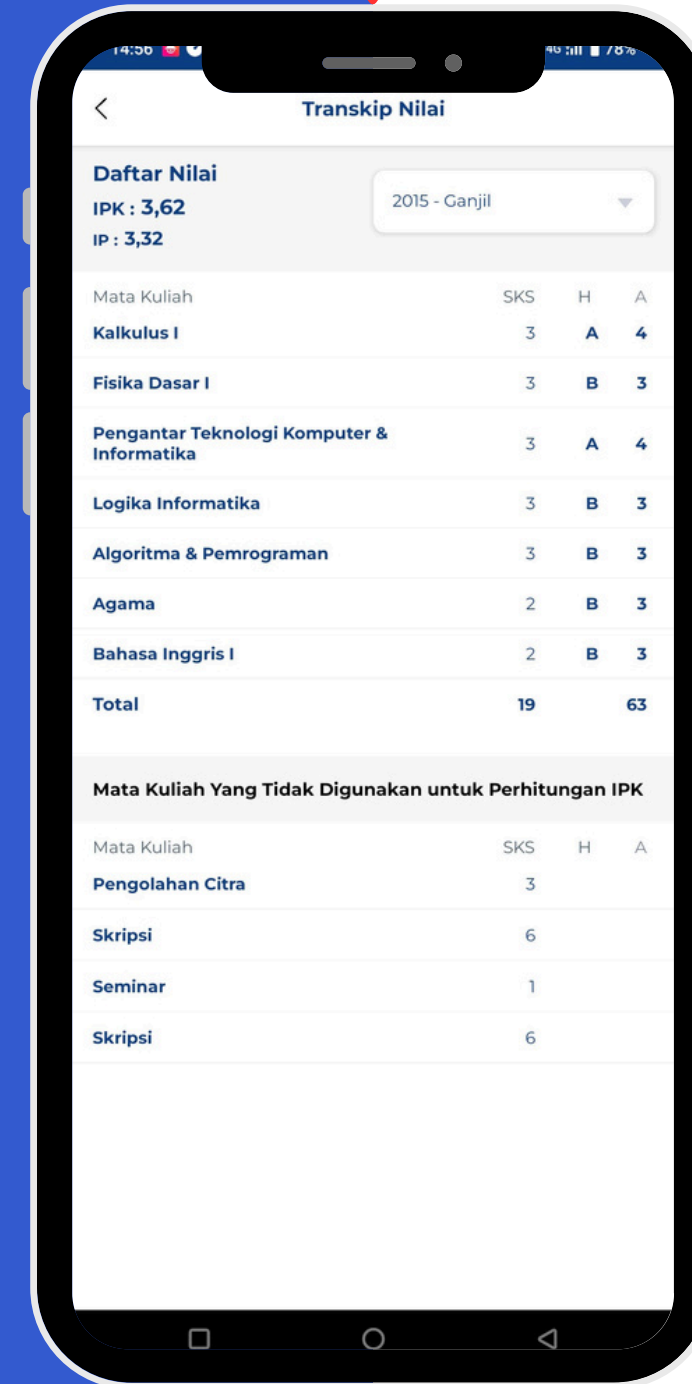 14:56 4G 78%
Transkip Nilai
Daftar Nilai
IPK : 3,62
2015 - Ganjil
IP : 3,32
Mata Kuliah SKS H A
Kalkulus I 3 A 4
Fisika Dasar I 3 B 3
Pengantar Teknologi Komputer &
Informatika 3 A 4
Logika Informatika 3 B 3
Algoritma & Pemrograman 3 B 3
Agama 2 B 3
Bahasa Inggris I 2 B 3
Total 19 63
Mata Kuliah Yang Tidak Digunakan untuk Perhitungan IPK
Mata Kuliah SKS H A
Pengolahan Citra 3
Skripsi 6
Seminar 1
Skripsi 6